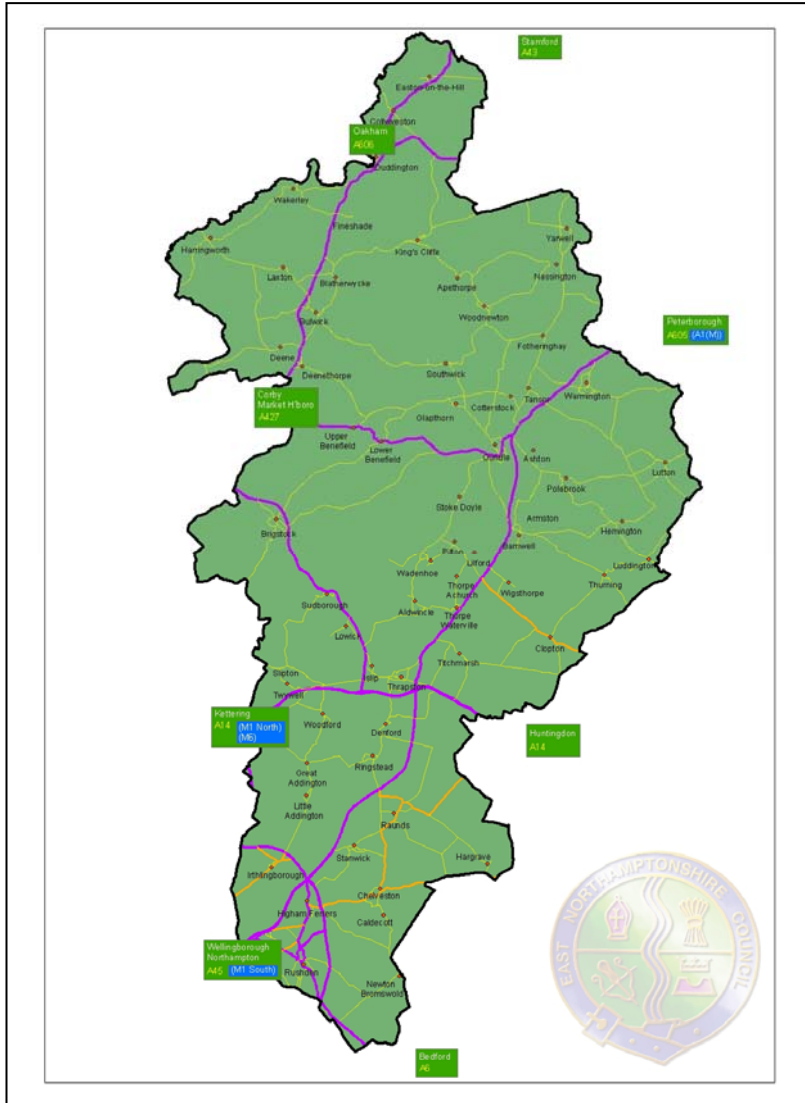 Stamford
A43
Easton-on-the-Hill
Collyweston
Oakham
A606
Duddington
Wakerley
Fineshade
Harringworth
King's Cliffe
Yarwell
Nassington
Laxton
Blatherwycke
Apethorpe
Woodnewton
Bulwick
Peterborough
A605 (A1(M))
Fotheringhay
Deene
Deenethorpe
Southwick
Warmington
Tansor
Cotterstock
Glapthorn
Corby
Market H'boro
A427
Upper
Benefield
Lower
Benefield
Oundle
Ashton
Lutton
Polebrook
Stoke Doyle
Armston
Hemington
Brigstock
Barnwell
Pilton
Lilford
Luddington
Wadenhoe
Thorpe
Achurch
Wigsthorpe
Thurning
Sudborough
Aldwincle
Thorpe
Waterville
Lowick
Clopton
Titchmarsh
Slipton
Islip
Thrapston
Twywell
Kettering
A14 (M1 North)
(M6)
Woodford
Denford
Huntingdon
A14
Great
Addington
Ringstead
Little
Addington
Raunds
Stanwick
Hargrave
Irthlingborough
Chelveston
Higham Ferrers
Caldecott
Wellingborough
Northampton
A45 (M1 South)
Rushden
Newton
Bromswold
Bedford
A6
EAST NORTHAMPTONSHIRE COUNCIL